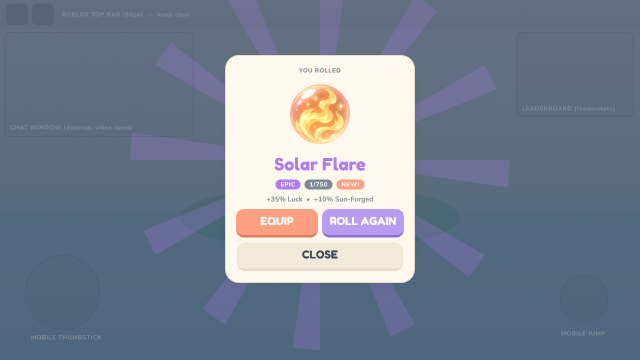 ROBLOX TOP BAR (58px) — keep clear
YOU ROLLED
CHAT WINDOW (desktop, when open)
LEADERBOARD (leaderstats)
Solar Flare
EPIC
1/750
NEW!
+35% Luck • +10% Sun-Forged
EQUIP
ROLL AGAIN
CLOSE
MOBILE THUMBSTICK
MOBILE JUMP